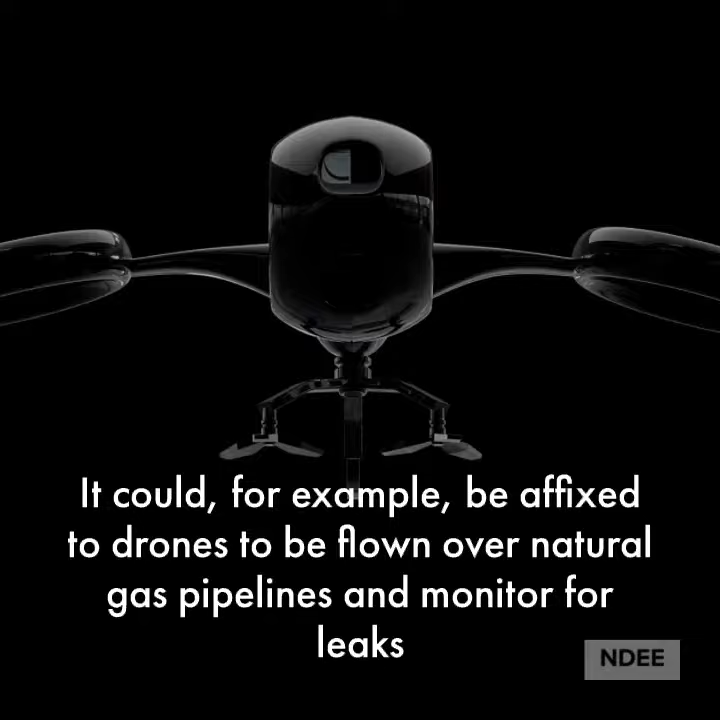 It could, for example, be affixed
to drones to be flown over natural
gas pipelines and monitor for
leaks
NDEE